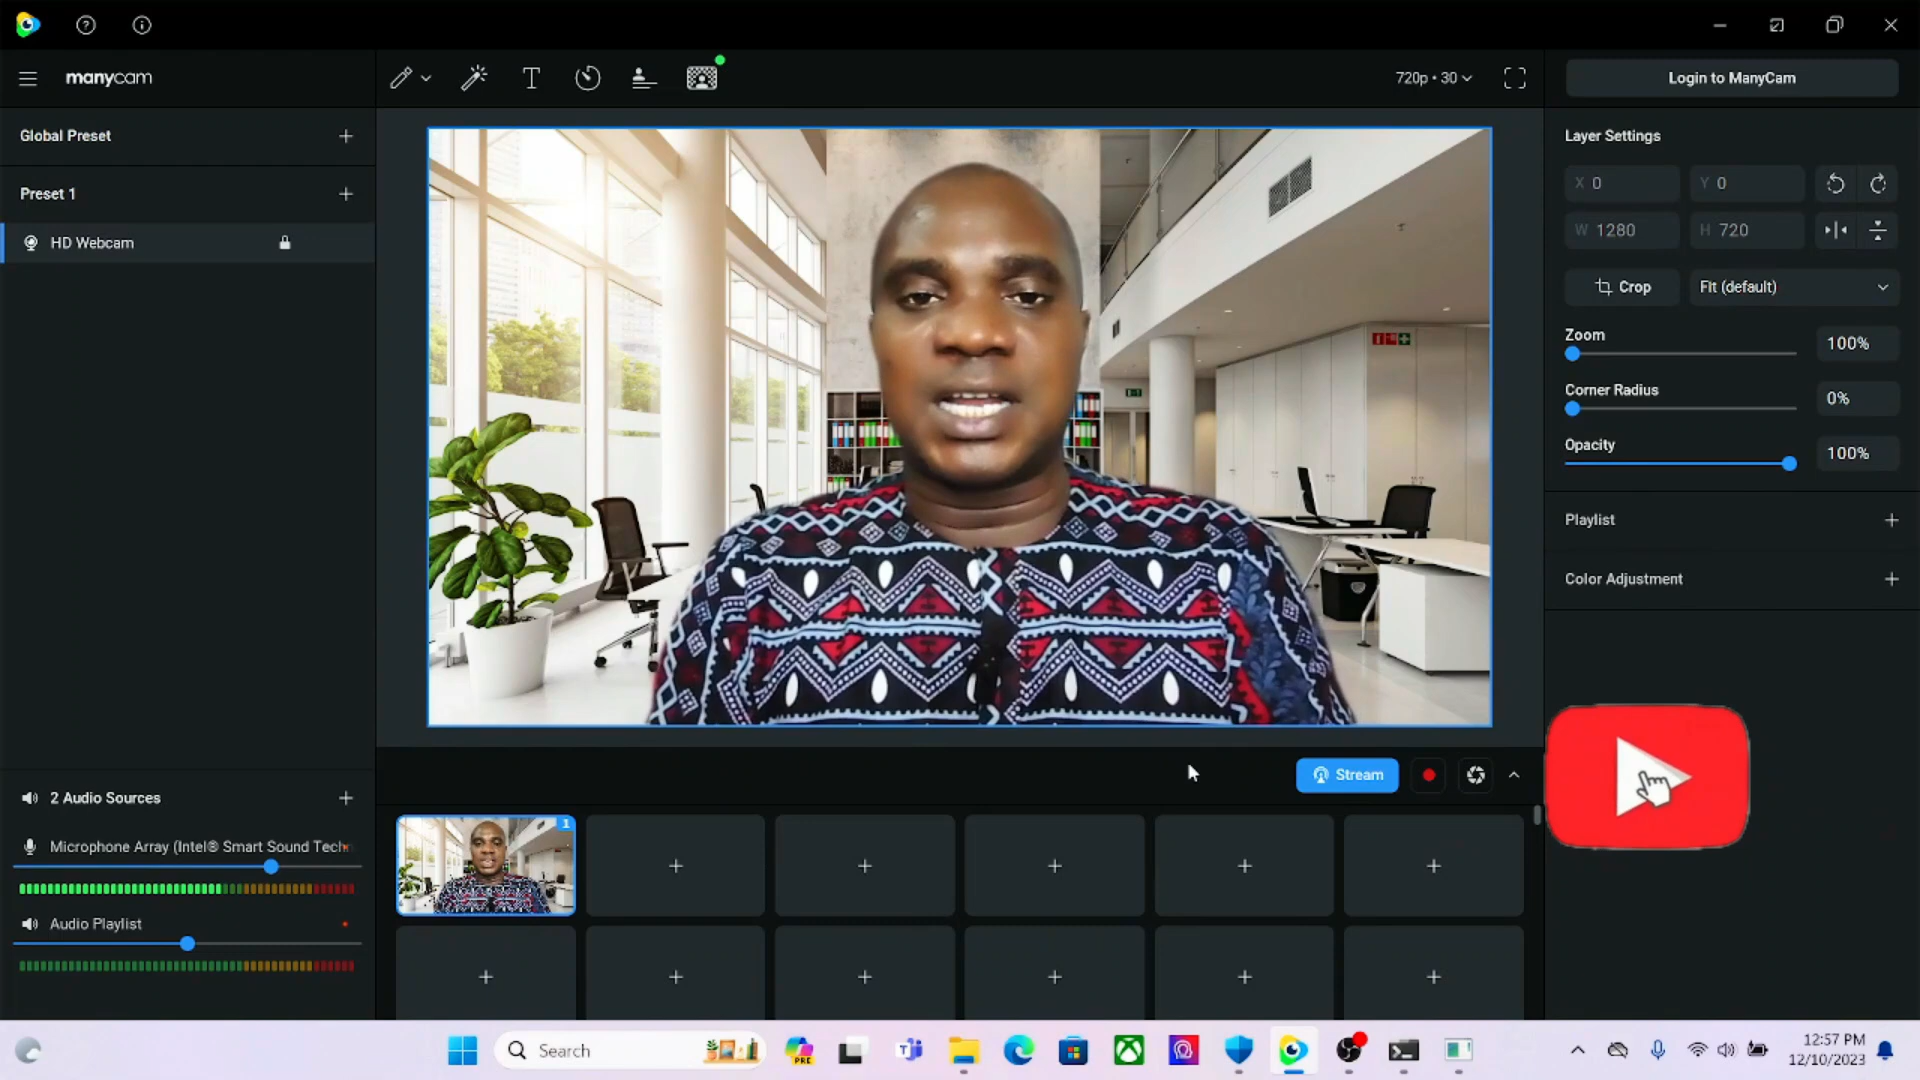 manycam
720p • 30
Login to ManyCam
Global Preset
Layer Settings
X 0
Y 0
Preset 1
W 1280
H 720
HD Webcam
Crop
Fit (default)
Zoom
100%
Corner Radius
0%
Opacity
100%
Playlist
Color Adjustment
Stream
2 Audio Sources
1
Microphone Array (Intel® Smart Sound Tech
Audio Playlist
Search
PRE
12:57 PM
12/10/2023